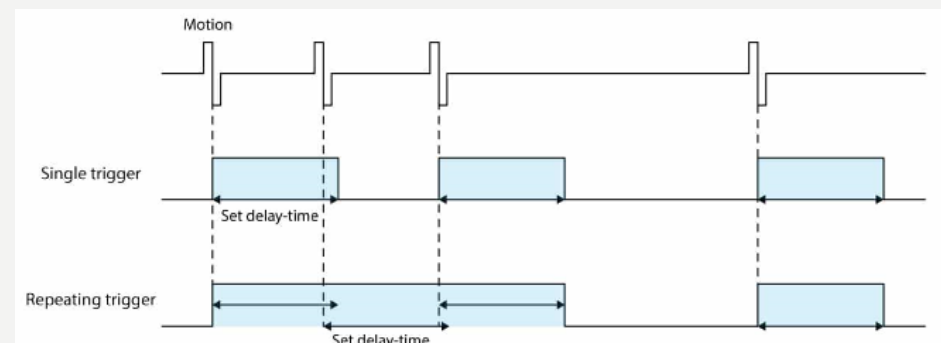 Motion
Single trigger
Set delay-time
Repeating trigger
Set delay-time